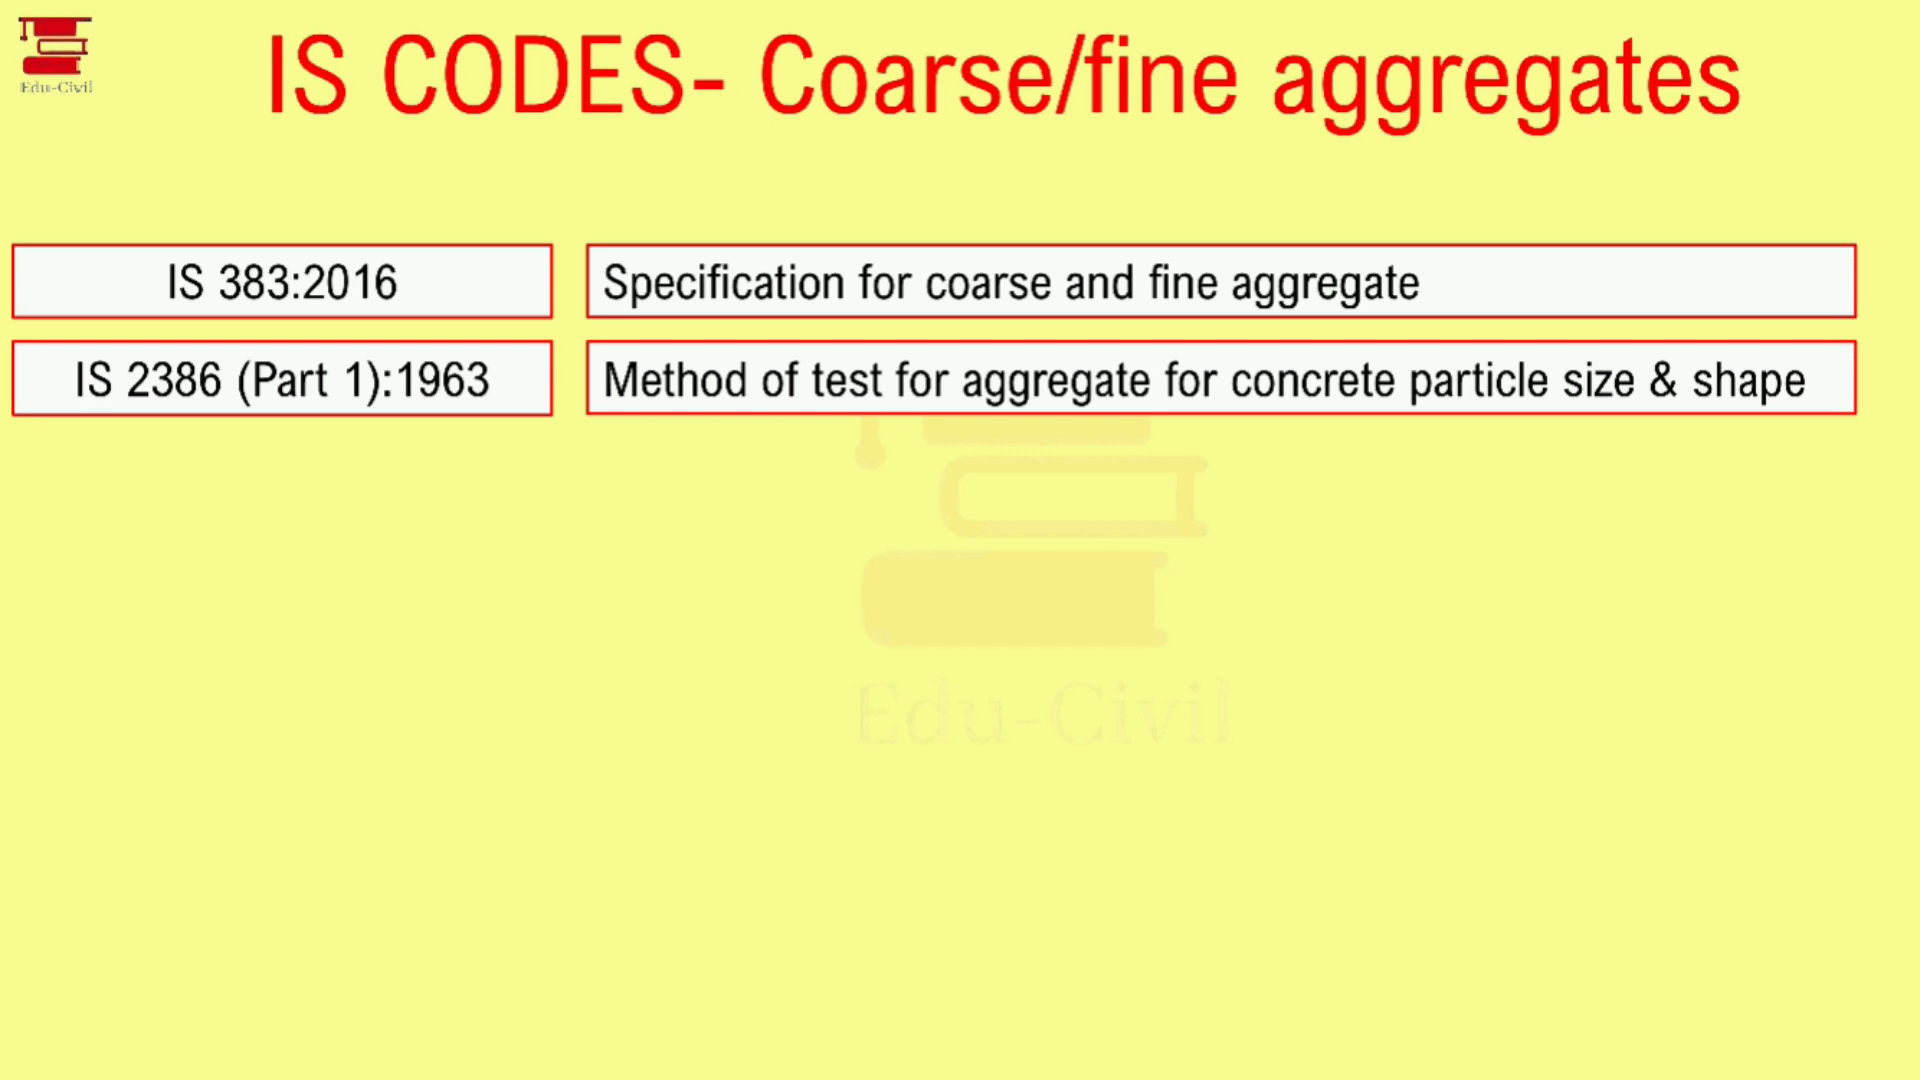 Edu-Civil
IS CODES- Coarse/fine aggregates
IS 383:2016
Specification for coarse and fine aggregate
IS 2386 (Part 1):1963
Method of test for aggregate for concrete particle size & shape
Edu-Civil